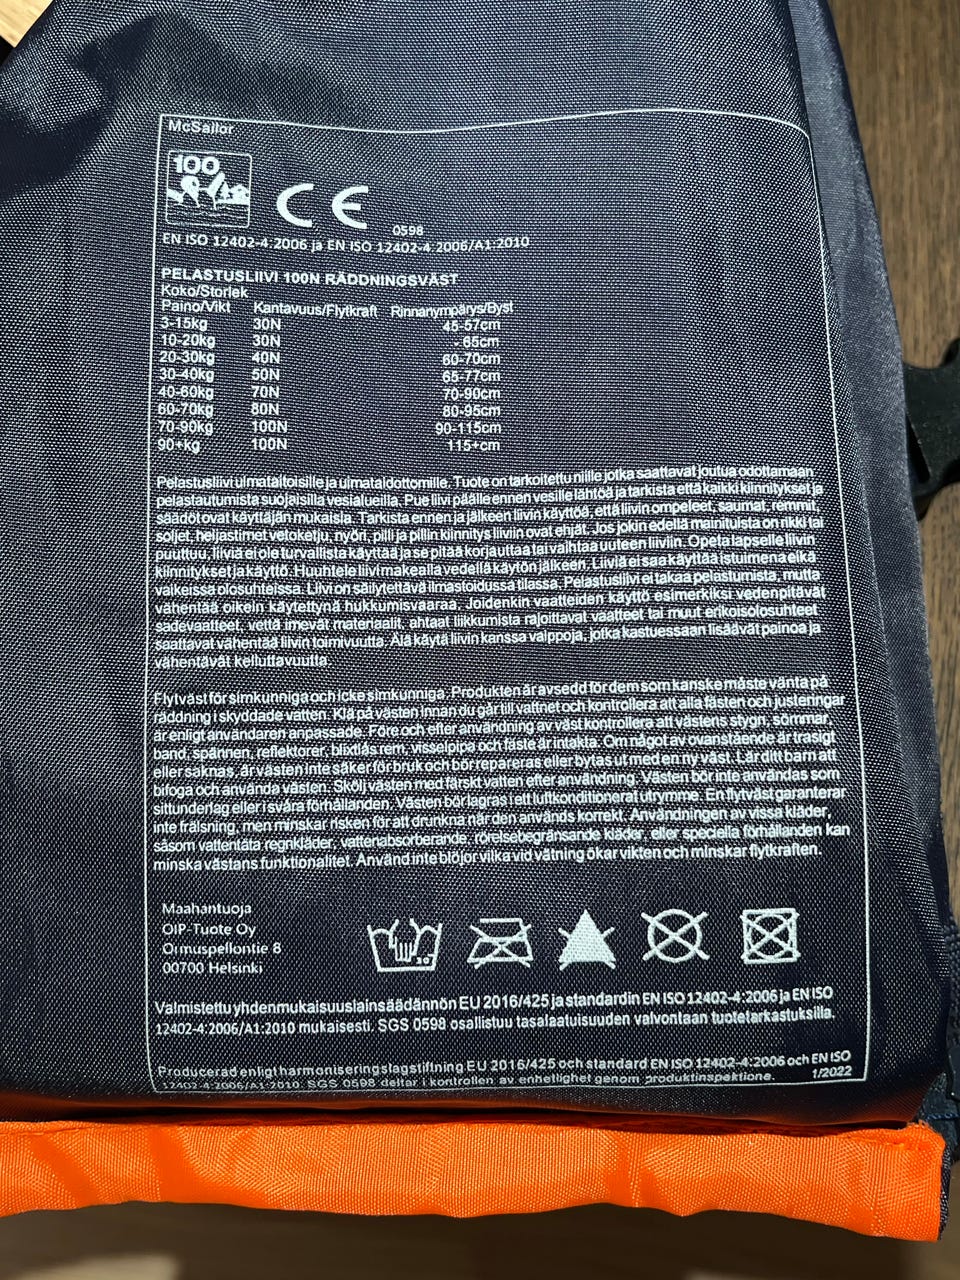 McSailor
100
CE
0598
EN ISO 12402-4:2006 ja EN ISO 12402-4 2006/A1:2010
PELASTUSLIIVI 100N RÄDDNINGSVÄST
Koko/Storlek
Paino/Vikt Kantavuus/Flytkraft Rinnanympärys/Byst
3-15kg 30N 45-57cm
10-20kg 30N - 65cm
20-30kg 40N 60-70cm
30-40kg 50N 65-77cm
40-60kg 70N 70-90cm
60-70kg 80N 80-95cm
70-90kg 100N 90-115cm
90+kg 100N 115+cm
Pelastusliivi uimataitoisille ja uimataidottomille. Tuote on tarkoitettu niille jotka saattavat joutua odottamaan
pelastautumista suojaisilla vesialueilla. Pue liivi päälle ennen vesille lähtöä ja tarkista että kaikki kiinnitykset ja
säädöt ovat käyttäjän mukaisia. Tarkista ennen ja jälkeen liivin käyttöä, että liivin ompeleet, saumat, remmit,
soljet, heijastimet vetoketju, nyöri, pilli ja pillin kiinnitys liiviin ovat ehjät. Jos jokin edellä mainituista on rikki tai
puuttuu, liiviä ei ole turvallista käyttää ja se pitää korjauttaa tai vaihtaa uuteen liiviin. Opeta lapselle liivin
kiinnitykset ja käyttö. Huuhtele liivi makealla vedellä käytön jälkeen. Liiviä ei saa käyttää istuimena eikä
vaikeissa olosuhteissa. Liivi on säilytettävä ilmastoidussa tilassa. Pelastusliivi ei takaa pelastumista, mutta
vähentää oikein käytettynä hukkumisvaaraa. Joidenkin vaatteiden käyttö esimerkiksi vedenpitävät
sadevaatteet, vettä imevät materiaalit, ahtaat liikkumista rajoittavat vaatteet tai muut erikoisolosuhteet
saattavat vähentää liivin toimivuutta. Älä käytä liivin kanssa vaippoja, jotka kastuessaan lisäävät painoa ja
vähentävät kelluttavuutta.
Flytväst för simkunniga och icke simkunniga. Produkten är avsedd för dem som kanske måste vänta på
räddning i skyddade vatten. Klä på västen innan du går till vattnet och kontrollera att alla fästen och justeringar
är enligt användaren anpassade. Före och efter användning av väst kontrollera att västens stygn, sömmar,
band, spännen, reflektorer, blixtlås rem, visselpipa och fäste är intakta. Om något av ovanstående är trasigt
eller saknas, är västen inte säker för bruk och bör repareras eller bytas ut med en ny väst. Lär ditt barn att
bifoga och använda västen. Skölj västen med färskt vatten efter användning. Västen bör inte användas som
sittunderlag eller i svåra förhållanden. Västen bör lagras i ett luftkonditionerat utrymme. En flytväst garanterar
inte frälsning, men minskar risken för att drunkna när den används korrekt. Användningen av vissa kläder,
såsom vattentäta regnkläder, vattenabsorberande, rörelsebegränsande kläder, eller speciella förhållanden kan
minska västans funktionalitet. Använd inte blöjor vilka vid vätning ökar vikten och minskar flytkraften.
Maahantuoja
OiP-Tuote Oy
Ormuspellontie 8
00700 Helsinki
30
Valmistettu yhdenmukaisuuslainsäädännön EU 2016/425 ja standardin EN ISO 12402-4:2006 ja EN ISO
12402-4:2006/A1:2010 mukaisesti. SGS 0598 osallistuu tasalaatuisuuden valvontaan tuotetarkastuksilla.
Producerad enligt harmoniseringslagstiftning EU 2016/425 och standard EN ISO 12402-4:2006 och EN ISO
12402-4:2006/A1:2010 SGS 0598 deltar i kontrollen av enhetlighet genom produktinspektione.
1/2022